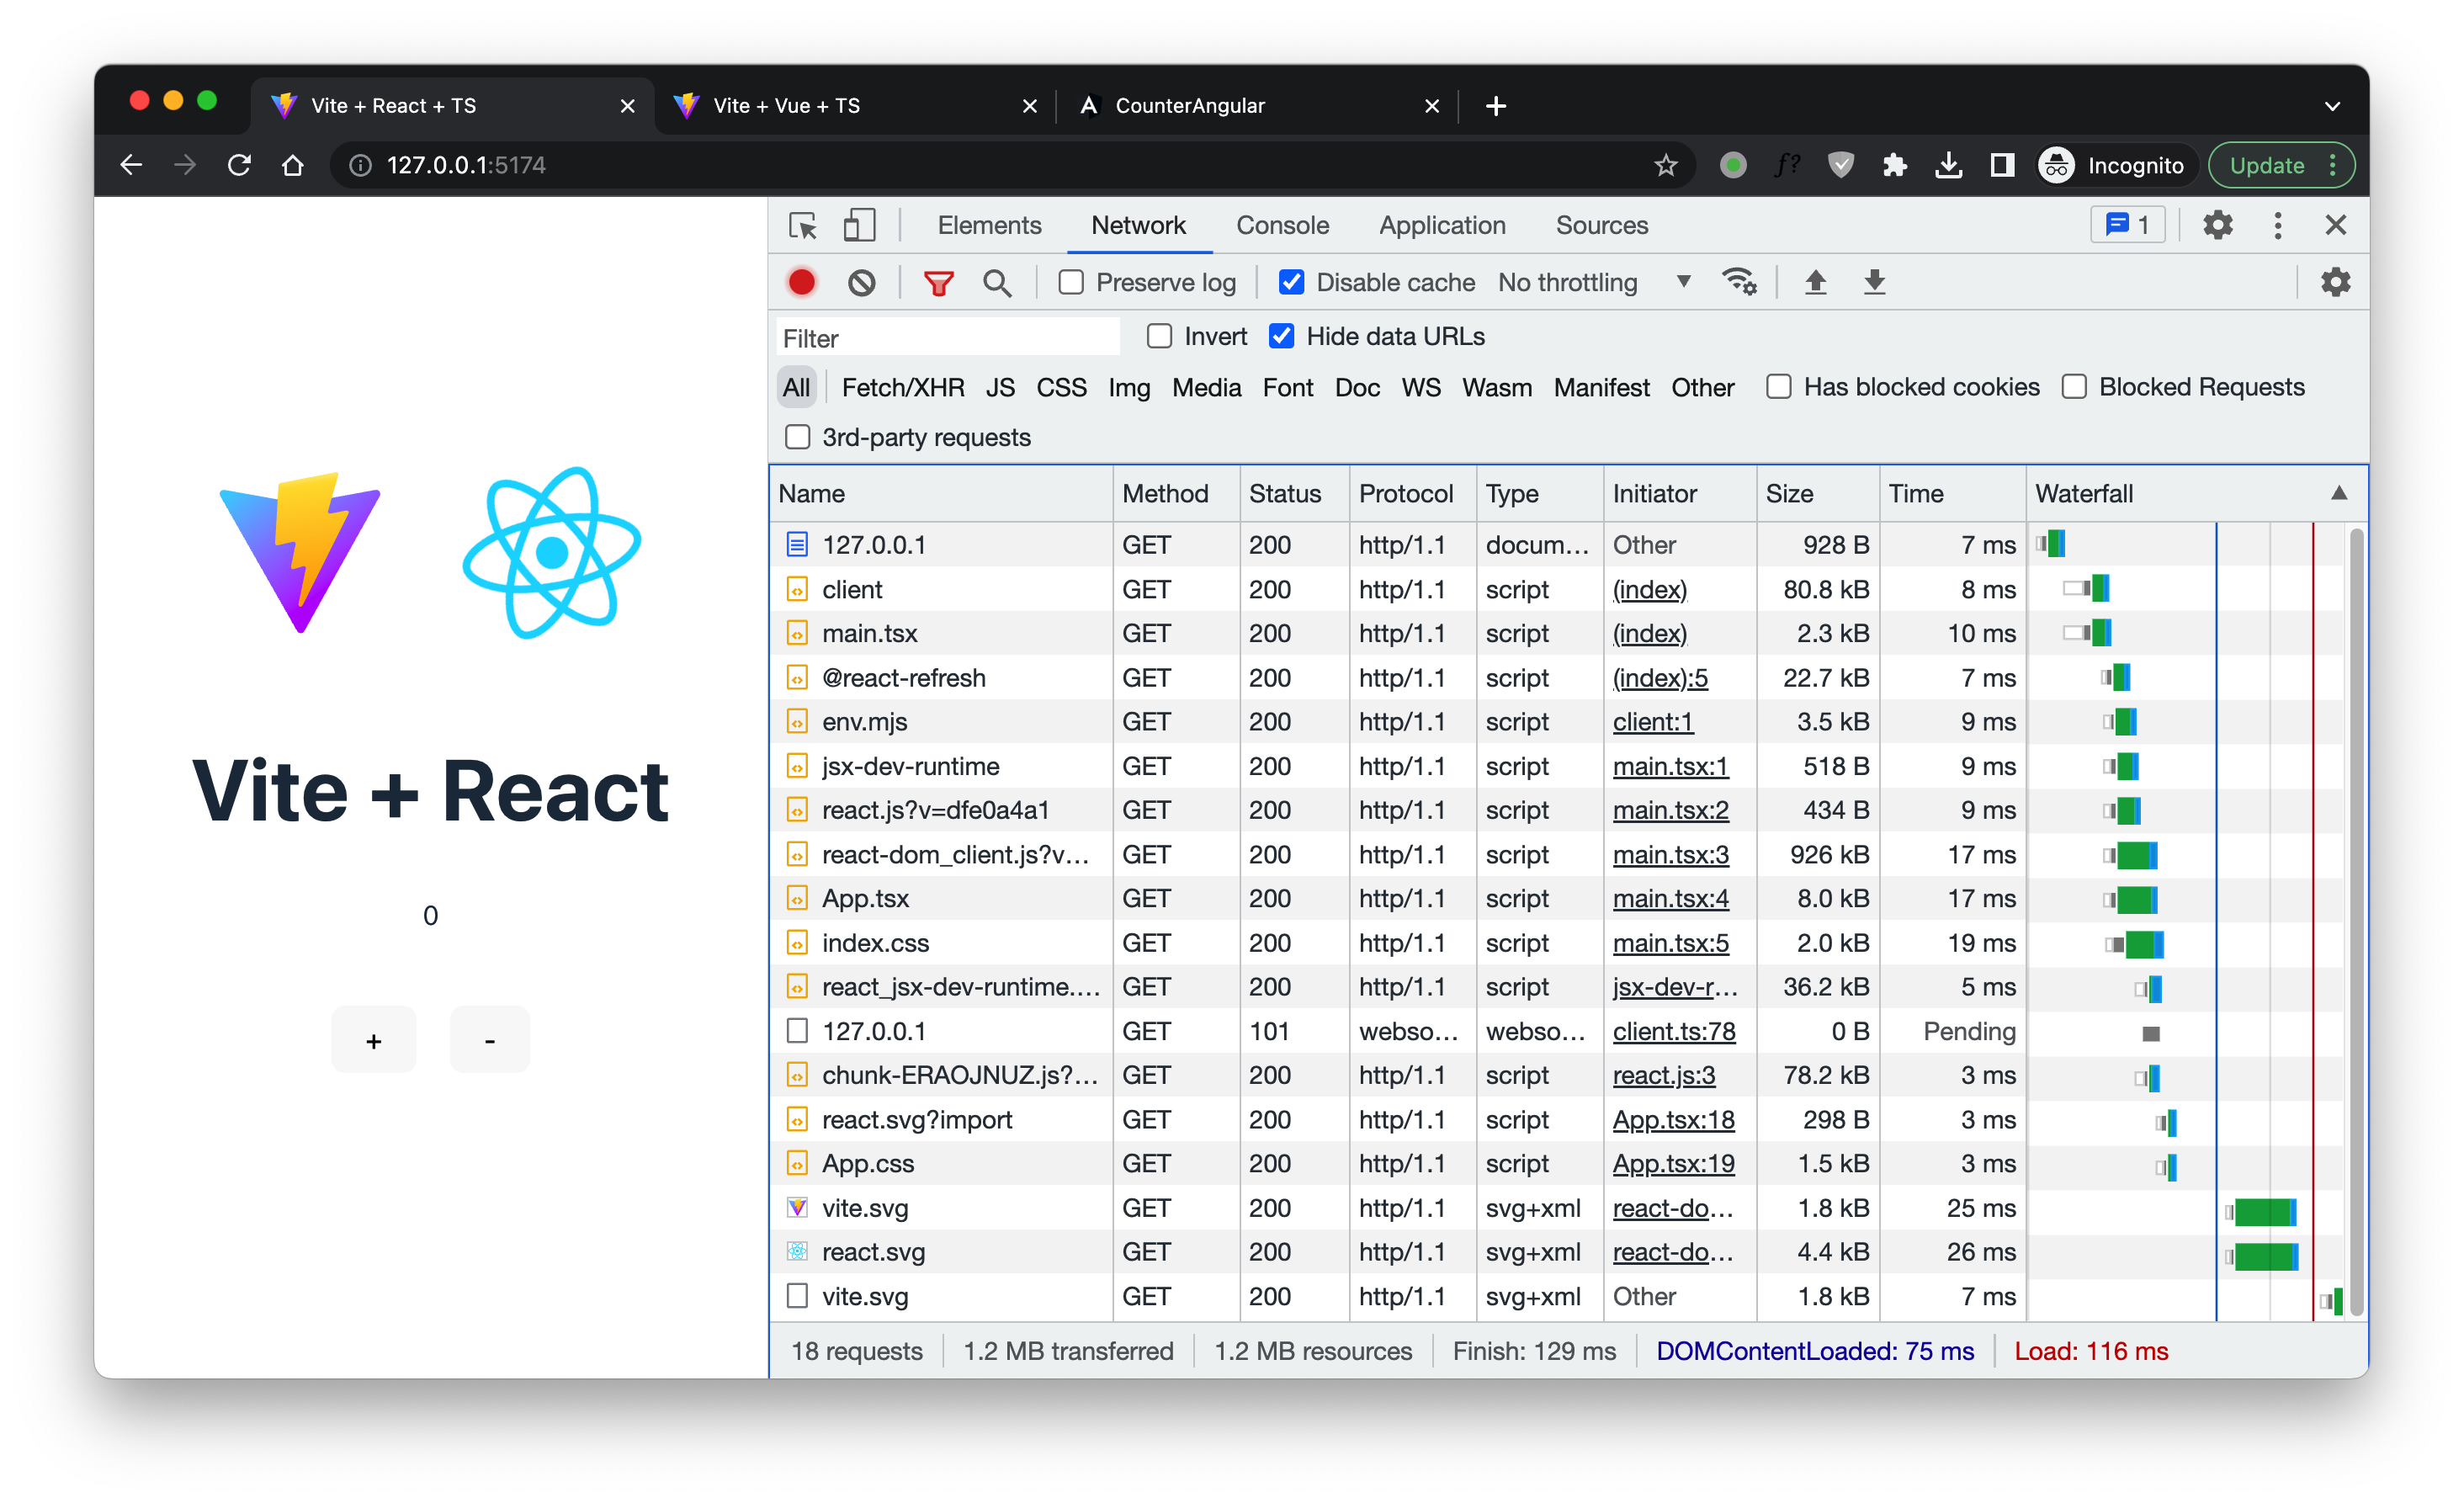 Vite + React + TS
Vite + Vue + TS
CounterAngular
127.0.0.1:5174
Incognito
Update
Vite + React
0
+ -
Elements Network Console Application Sources 1
Preserve log Disable cache No throttling
Filter Invert Hide data URLs
All Fetch/XHR JS CSS Img Media Font Doc WS Wasm Manifest Other Has blocked cookies Blocked Requests
3rd-party requests
Name Method Status Protocol Type Initiator Size Time Waterfall
127.0.0.1 GET 200 http/1.1 docum... Other 928 B 7 ms
client GET 200 http/1.1 script (index) 80.8 kB 8 ms
main.tsx GET 200 http/1.1 script (index) 2.3 kB 10 ms
@react-refresh GET 200 http/1.1 script (index):5 22.7 kB 7 ms
env.mjs GET 200 http/1.1 script client:1 3.5 kB 9 ms
jsx-dev-runtime GET 200 http/1.1 script main.tsx:1 518 B 9 ms
react.js?v=dfe0a4a1 GET 200 http/1.1 script main.tsx:2 434 B 9 ms
react-dom_client.js?v... GET 200 http/1.1 script main.tsx:3 926 kB 17 ms
App.tsx GET 200 http/1.1 script main.tsx:4 8.0 kB 17 ms
index.css GET 200 http/1.1 script main.tsx:5 2.0 kB 19 ms
react_jsx-dev-runtime.... GET 200 http/1.1 script jsx-dev-r... 36.2 kB 5 ms
127.0.0.1 GET 101 webso... webso... client.ts:78 0 B Pending
chunk-ERAOJNUZ.js?... GET 200 http/1.1 script react.js:3 78.2 kB 3 ms
react.svg?import GET 200 http/1.1 script App.tsx:18 298 B 3 ms
App.css GET 200 http/1.1 script App.tsx:19 1.5 kB 3 ms
vite.svg GET 200 http/1.1 svg+xml react-do... 1.8 kB 25 ms
react.svg GET 200 http/1.1 svg+xml react-do... 4.4 kB 26 ms
vite.svg GET 200 http/1.1 svg+xml Other 1.8 kB 7 ms
18 requests 1.2 MB transferred 1.2 MB resources Finish: 129 ms DOMContentLoaded: 75 ms Load: 116 ms